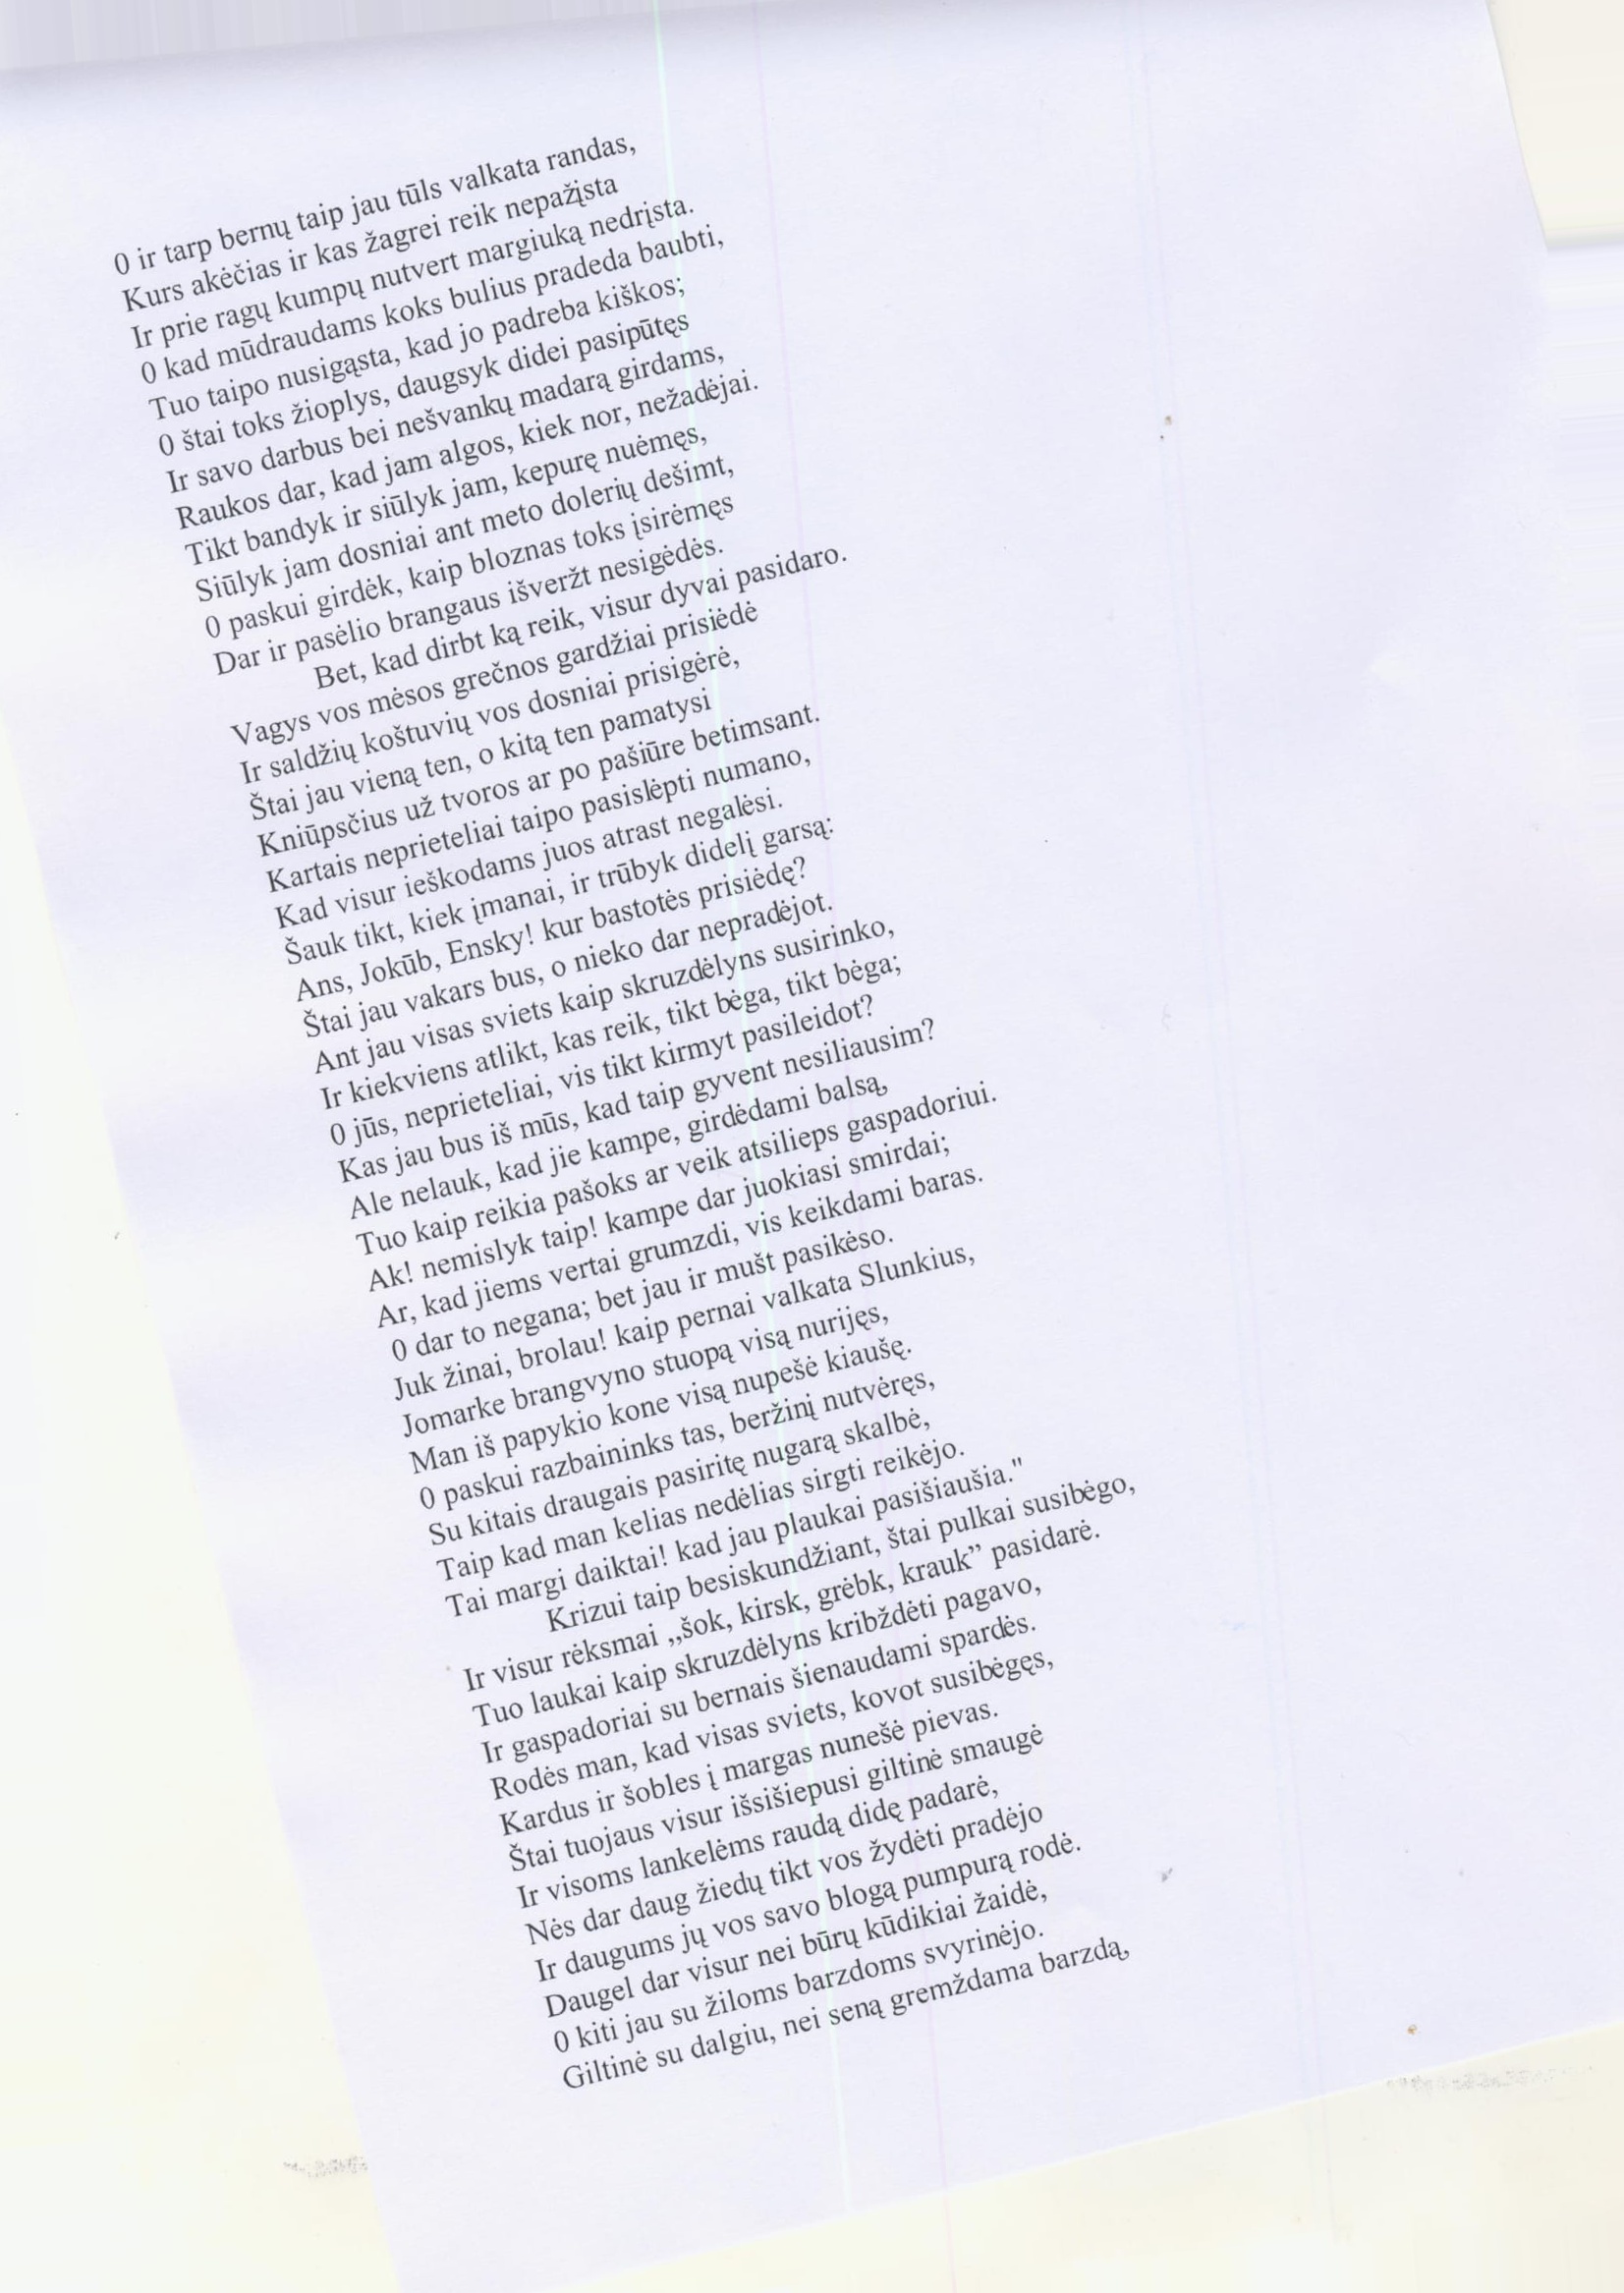 0 ir tarp bernų taip jau tūls valkata randas,
Kurs akėčias ir kas žagrei reik nepažįsta
Ir prie ragų kumpų nutvert margiuką nedrįsta.
0 kad mūdraudams koks bulius pradeda baubti,
Tuo taipo nusigąsta, kad jo padreba kiškos;
0 štai toks žioplys, daugsyk didei pasipūtęs
Ir savo darbus bei nešvankų madarą girdams,
Raukos dar, kad jam algos, kiek nor, nežadėjai.
Tikt bandyk ir siūlyk jam, kepurę nuėmęs,
Siūlyk jam dosniai ant meto dolerių dešimt,
0 paskui girdėk, kaip bloznas toks įsirėmęs
Dar ir pasėlio brangaus išveržt nesigėdės.
Bet, kad dirbt ką reik, visur dyvai pasidaro.
Vagys vos mėsos grečnos gardžiai prisiėdė
Ir saldžių koštuvių vos dosniai prisigėrė,
Štai jau vieną ten, o kitą ten pamatysi
Kniūpsčius už tvoros ar po pašiūre betimsant.
Kartais neprieteliai taipo pasislėpti numano,
Kad visur ieškodams juos atrast negalėsi.
Šauk tikt, kiek įmanai, ir trūbyk didelį garsą:
Ans, Jokūb, Ensky! kur bastotės prisiėdę?
Štai jau vakars bus, o nieko dar nepradėjot.
Ant jau visas sviets kaip skruzdėlyns susirinko,
Ir kiekviens atlikt, kas reik, tikt bėga, tikt bėga;
0 jūs, neprieteliai, vis tikt kirmyt pasileidot?
Kas jau bus iš mūs, kad taip gyvent nesiliausim?
Ale nelauk, kad jie kampe, girdėdami balsą,
Tuo kaip reikia pašoks ar veik atsilieps gaspadoriui.
Ak! nemislyk taip! kampe dar juokiasi smirdai;
Ar, kad jiems vertai grumzdi, vis keikdami baras.
0 dar to negana; bet jau ir mušt pasikėso.
Juk žinai, brolau! kaip pernai valkata Slunkius,
Jomarke brangvyno stuopą visą nurijęs,
Man iš papykio kone visą nupešė kiaušę.
0 paskui razbaininks tas, beržinį nutvėręs,
Su kitais draugais pasiritę nugarą skalbė,
Taip kad man kelias nedėlias sirgti reikėjo.
Tai margi daiktai! kad jau plaukai pasišiaušia."
Krizui taip besiskundžiant, štai pulkai susibėgo,
Ir visur rėksmai „šok, kirsk, grėbk, krauk” pasidarė.
Tuo laukai kaip skruzdėlyns kribždėti pagavo,
Ir gaspadoriai su bernais šienaudami spardės.
Rodės man, kad visas sviets, kovot susibėgęs,
Kardus ir šobles į margas nunešė pievas.
Štai tuojaus visur išsišiepusi giltinė smaugė
Ir visoms lankelėms raudą didę padarė,
Nės dar daug žiedų tikt vos žydėti pradėjo
Ir daugums jų vos savo blogą pumpurą rodė.
Daugel dar visur nei būrų kūdikiai žaidė,
0 kiti jau su žiloms barzdoms svyrinėjo.
Giltinė su dalgiu, nei seną gremždama barzdą,